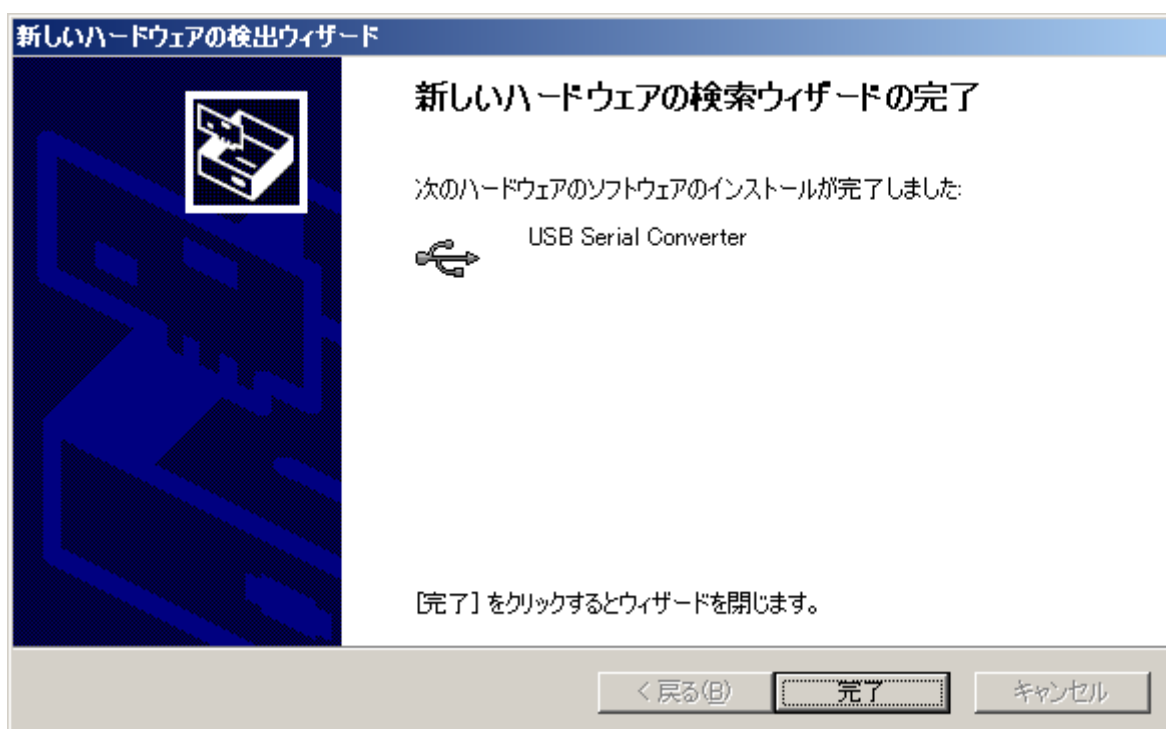 新しいハードウェアの検出ウィザード
新しいハードウェアの検索ウィザードの完了
次のハードウェアのソフトウェアのインストールが完了しました:
USB Serial Converter
[完了] をクリックするとウィザードを閉じます。
< 戻る(B)
完了
キャンセル